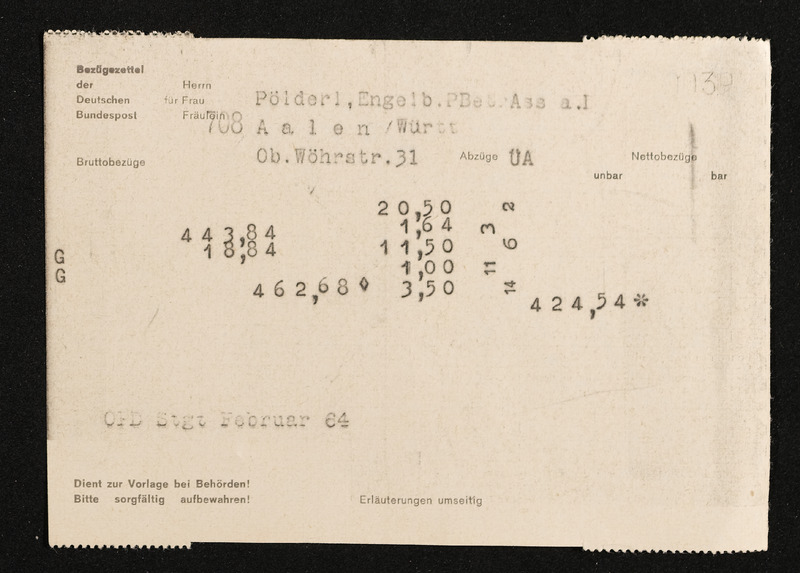 Bezügezettel
der Herrn
Deutschen für Frau Pölderl, Engelb. PBet.Ass a.
Bundespost Fräulein
708 Aalen/Württ
Bruttobezüge Ob.Wöhrstr.31 Abzüge ÜA Nettobezüge
unbar bar
20,50 2
1,64 3
443,84
G 18,84 11,50 6
G 1,00 11
462,68◊ 3,50 14
424,54*
OPD Stgt Februar 64
Dient zur Vorlage bei Behörden!
Bitte sorgfältig aufbewahren! Erläuterungen umseitig